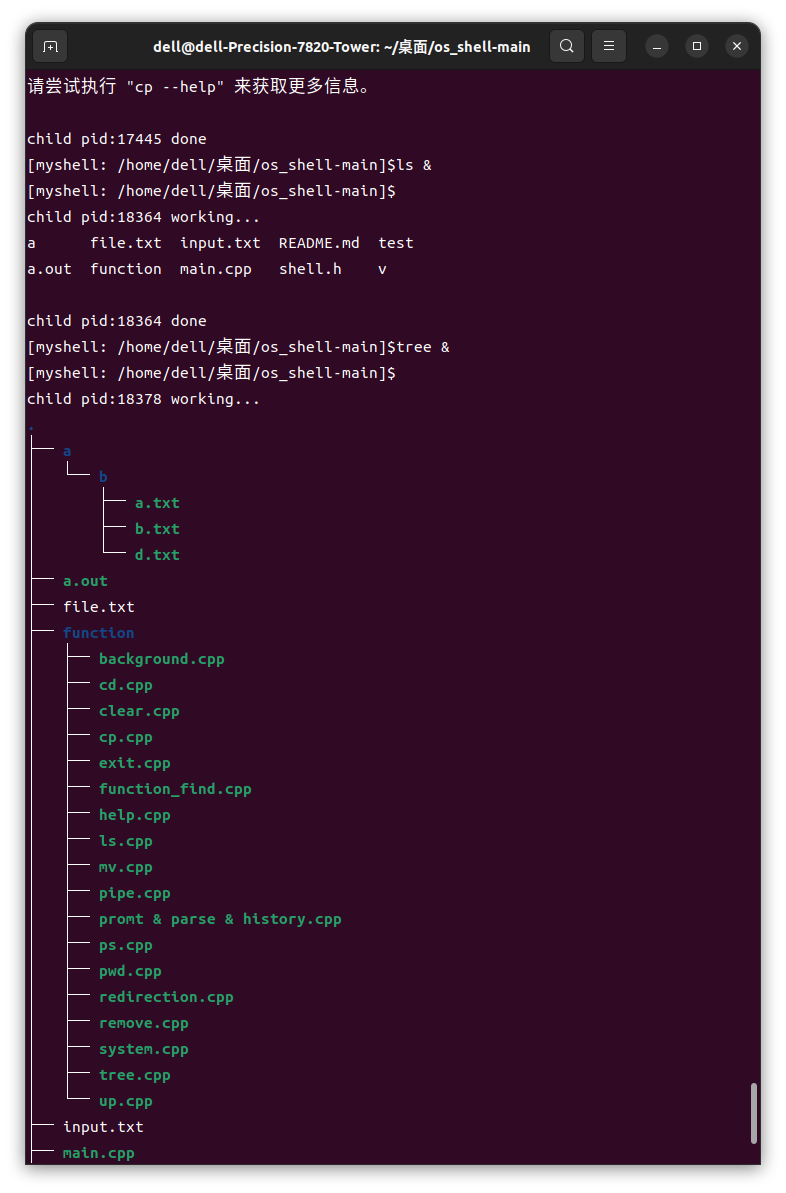 dell@dell-Precision-7820-Tower: ~/桌面/os_shell-main
请尝试执行 "cp --help" 来获取更多信息。
child pid:17445 done
[myshell: /home/dell/桌面/os_shell-main]$ls &
[myshell: /home/dell/桌面/os_shell-main]$
child pid:18364 working...
a      file.txt  input.txt  README.md  test
a.out  function  main.cpp   shell.h    v
child pid:18364 done
[myshell: /home/dell/桌面/os_shell-main]$tree &
[myshell: /home/dell/桌面/os_shell-main]$
child pid:18378 working...
.
├── a
│   └── b
│       ├── a.txt
│       ├── b.txt
│       └── d.txt
├── a.out
├── file.txt
├── function
│   ├── background.cpp
│   ├── cd.cpp
│   ├── clear.cpp
│   ├── cp.cpp
│   ├── exit.cpp
│   ├── function_find.cpp
│   ├── help.cpp
│   ├── ls.cpp
│   ├── mv.cpp
│   ├── pipe.cpp
│   ├── promt & parse & history.cpp
│   ├── ps.cpp
│   ├── pwd.cpp
│   ├── redirection.cpp
│   ├── remove.cpp
│   ├── system.cpp
│   ├── tree.cpp
│   └── up.cpp
├── input.txt
├── main.cpp